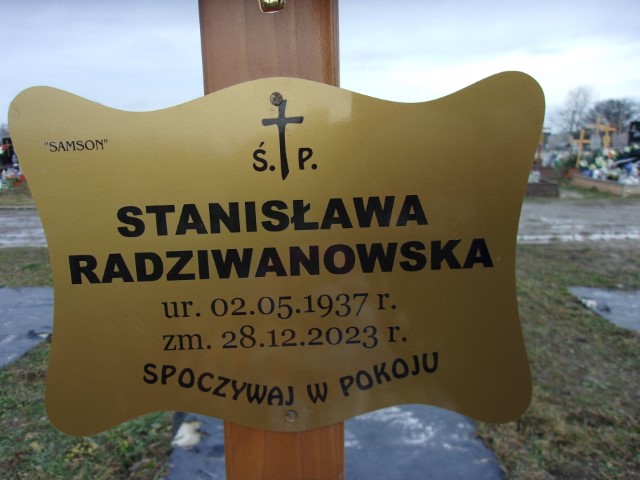 "SAMSON"
Ś. P.
STANISŁAWA
RADZIWANOWSKA
ur. 02.05.1937 r.
zm. 28.12.2023 r.
SPOCZYWAJ W POKOJU